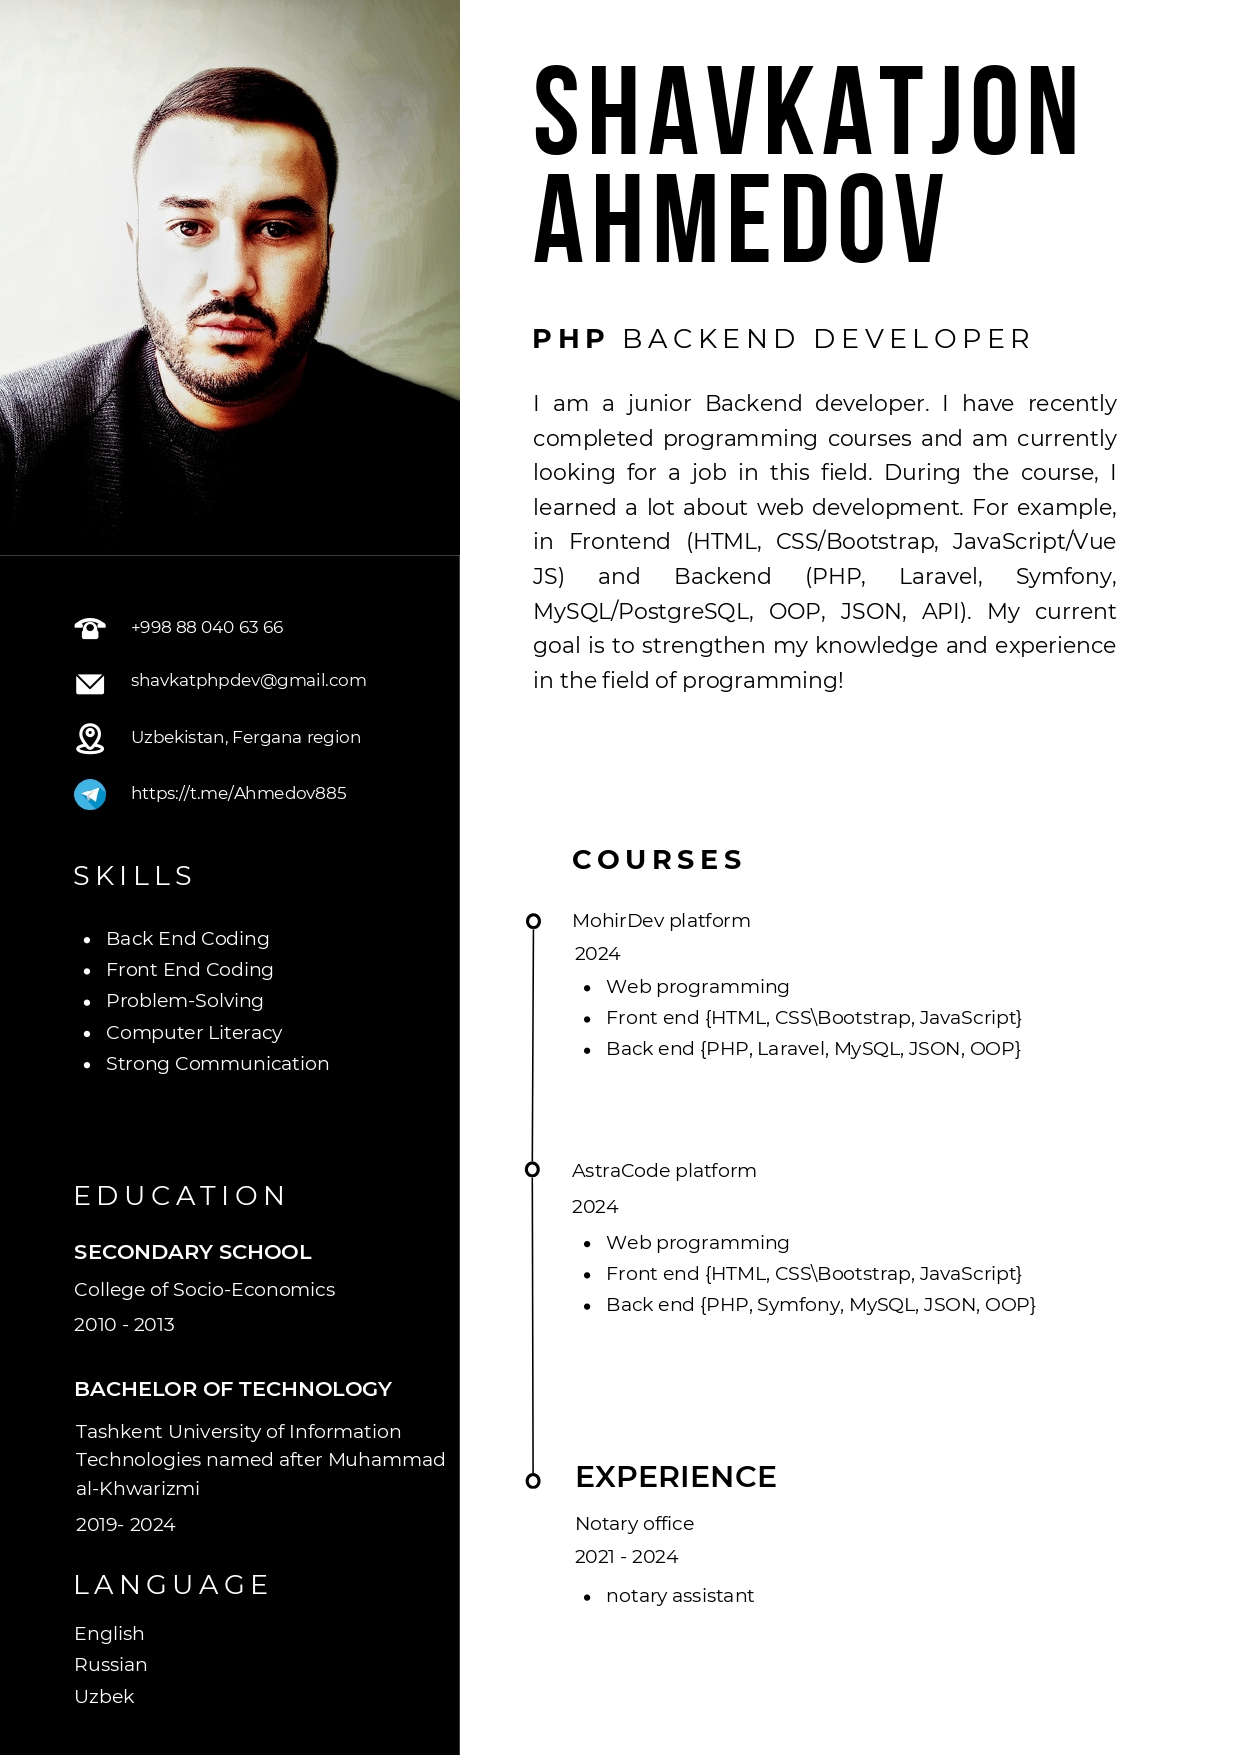 SHAVKATJON
AHMEDOV
PHP BACKEND DEVELOPER
I am a junior Backend developer. I have recently
completed programming courses and am currently
looking for a job in this field. During the course, I
learned a lot about web development. For example,
in Frontend (HTML, CSS/Bootstrap, JavaScript/Vue
JS) and Backend (PHP, Laravel, Symfony,
MySQL/PostgreSQL, OOP, JSON, API). My current
goal is to strengthen my knowledge and experience
in the field of programming!
+998 88 040 63 66
shavkatphpdev@gmail.com
Uzbekistan, Fergana region
https://t.me/Ahmedov885
SKILLS
• Back End Coding
• Front End Coding
• Problem-Solving
• Computer Literacy
• Strong Communication
EDUCATION
SECONDARY SCHOOL
College of Socio-Economics
2010 - 2013
BACHELOR OF TECHNOLOGY
Tashkent University of Information
Technologies named after Muhammad
al-Khwarizmi
2019- 2024
LANGUAGE
English
Russian
Uzbek
COURSES
MohirDev platform
2024
• Web programming
• Front end {HTML, CSS\Bootstrap, JavaScript}
• Back end {PHP, Laravel, MySQL, JSON, OOP}
AstraCode platform
2024
• Web programming
• Front end {HTML, CSS\Bootstrap, JavaScript}
• Back end {PHP, Symfony, MySQL, JSON, OOP}
EXPERIENCE
Notary office
2021 - 2024
• notary assistant